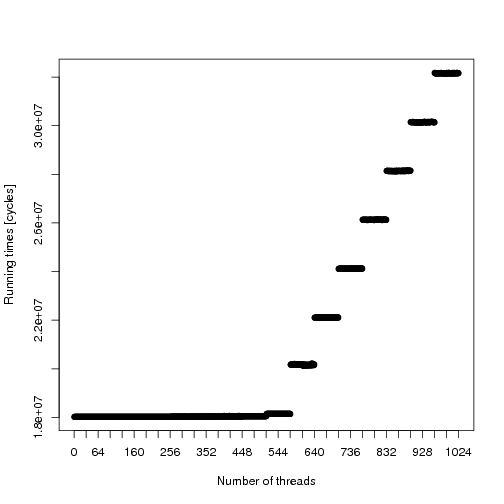 Running times [cycles]
3.0e+07
2.6e+07
2.2e+07
1.8e+07
0 64 160 256 352 448 544 640 736 832 928 1024
Number of threads